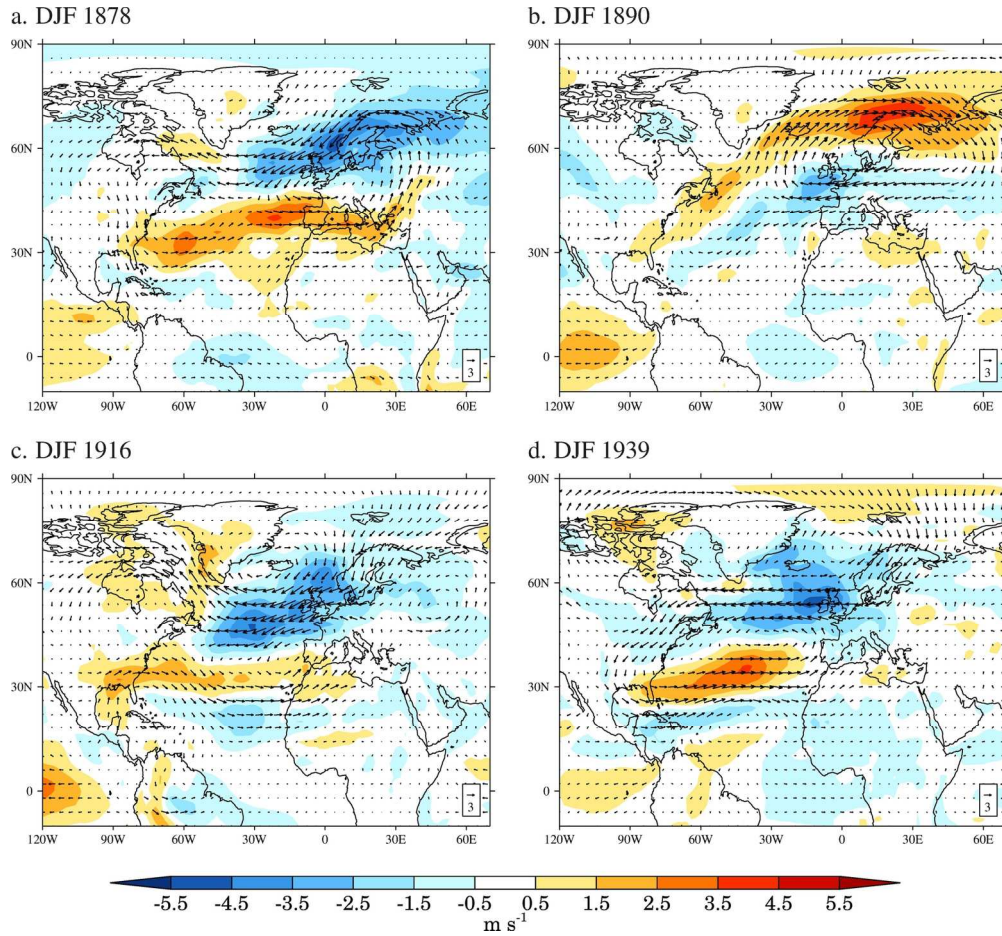 a. DJF 1878
b. DJF 1890
90N
60N
30N
0
3
120W 90W 60W 30W 0 30E 60E
90N
60N
30N
0
3
120W 90W 60W 30W 0 30E 60E
c. DJF 1916
d. DJF 1939
90N
60N
30N
0
3
120W 90W 60W 30W 0 30E 60E
90N
60N
30N
0
3
120W 90W 60W 30W 0 30E 60E
-5.5 -4.5 -3.5 -2.5 -1.5 -0.5 0.5 1.5 2.5 3.5 4.5 5.5
m s⁻¹